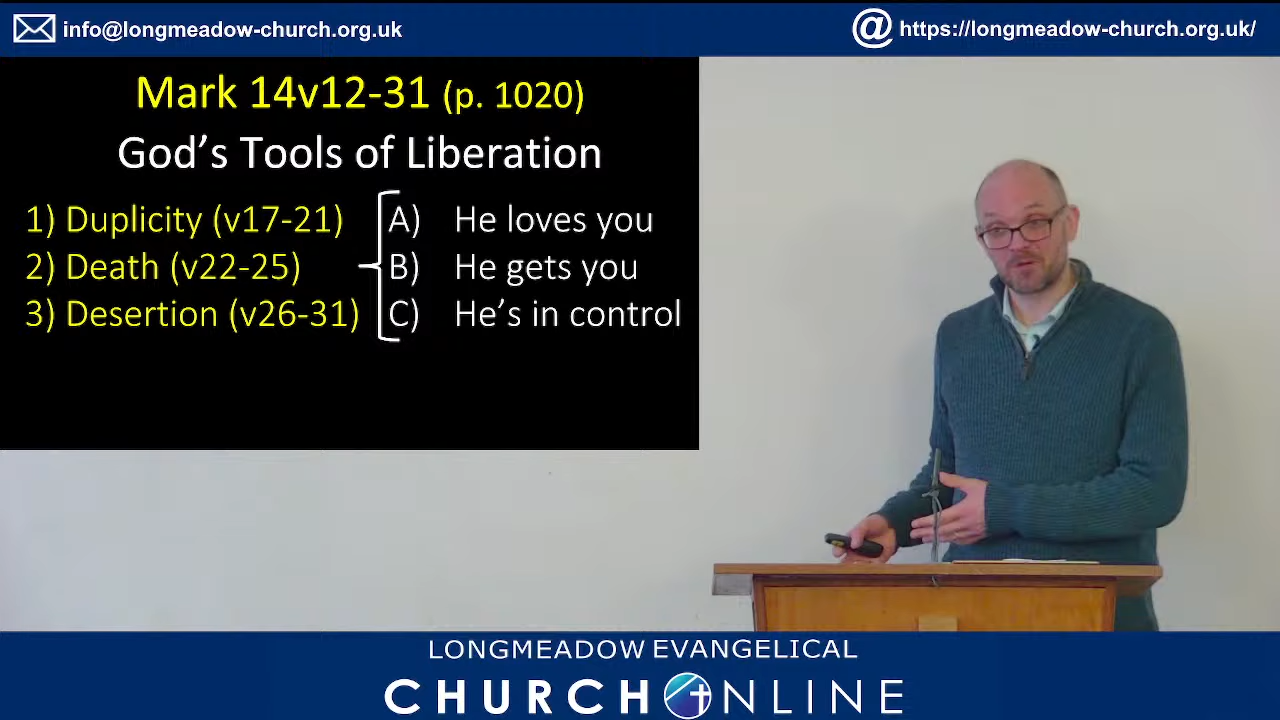 info@longmeadow-church.org.uk
https://longmeadow-church.org.uk/
Mark 14v12-31 (p. 1020)
God’s Tools of Liberation
1) Duplicity (v17-21)
2) Death (v22-25)
3) Desertion (v26-31)
A) He loves you
B) He gets you
C) He’s in control
LONGMEADOW EVANGELICAL
CHURCH ONLINE